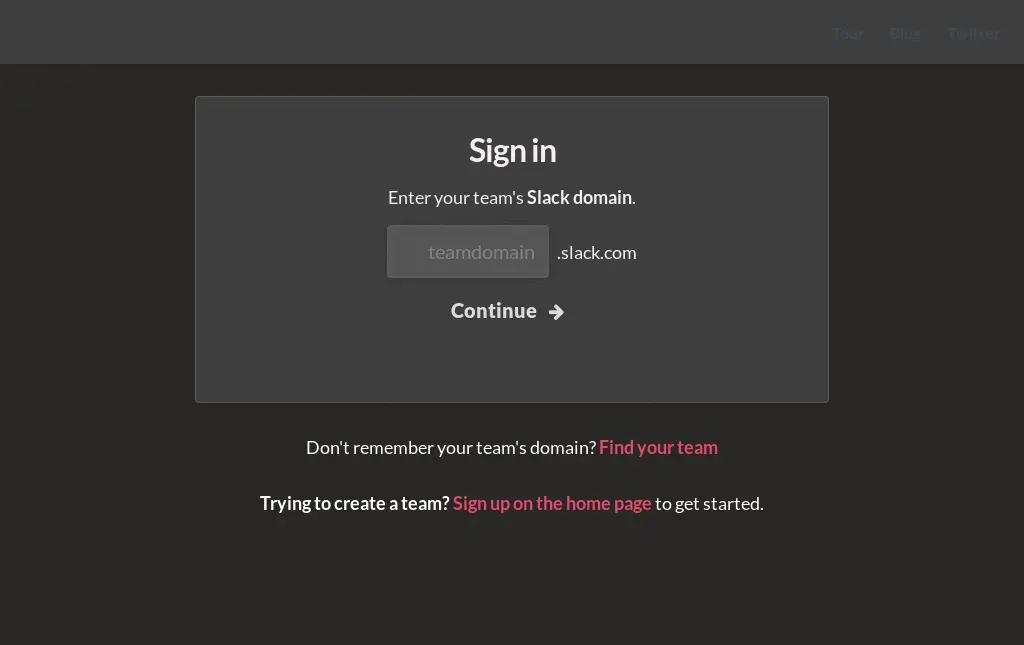 Tour Blog Twitter
Sign in
Enter your team's Slack domain.
teamdomain .slack.com
Continue
Don't remember your team's domain? Find your team
Trying to create a team? Sign up on the home page to get started.